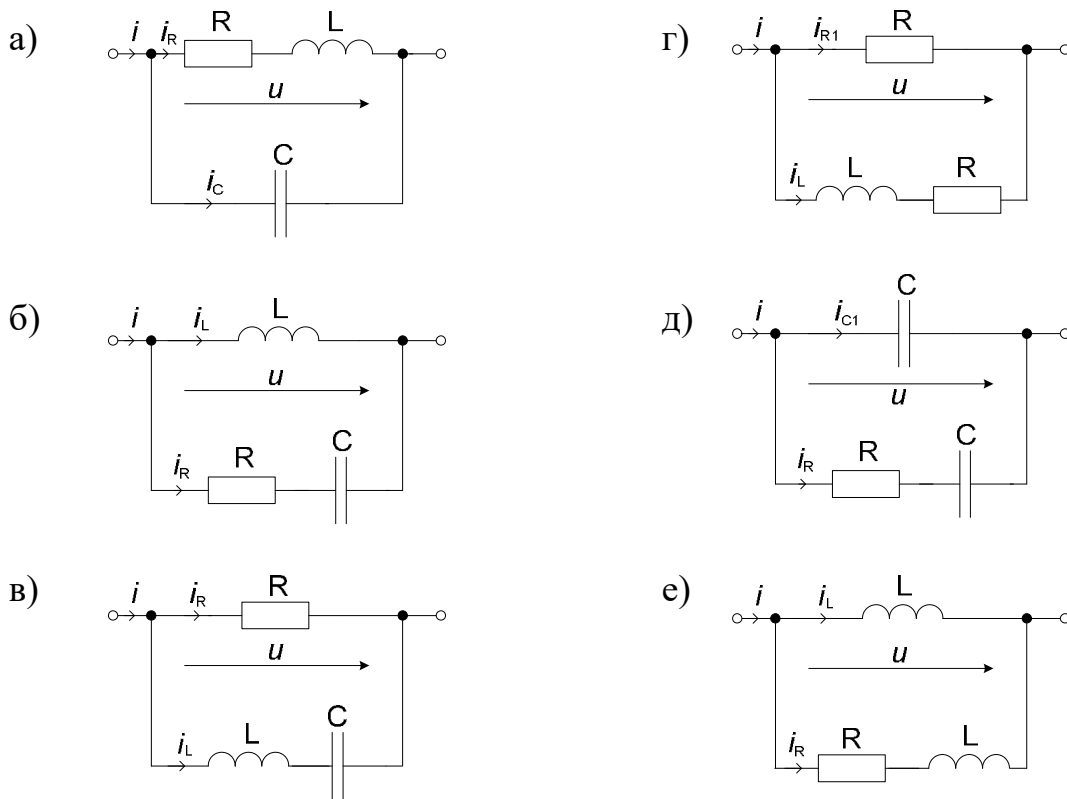 а)
i iR R L
u
C
iC
б)
i iL L
u
iR R C
в)
i iR R
u
iL L C
г)
i iR1 R
u
iL L R
д)
C
i iC1
u
iR R C
е)
i iL L
u
iR R L